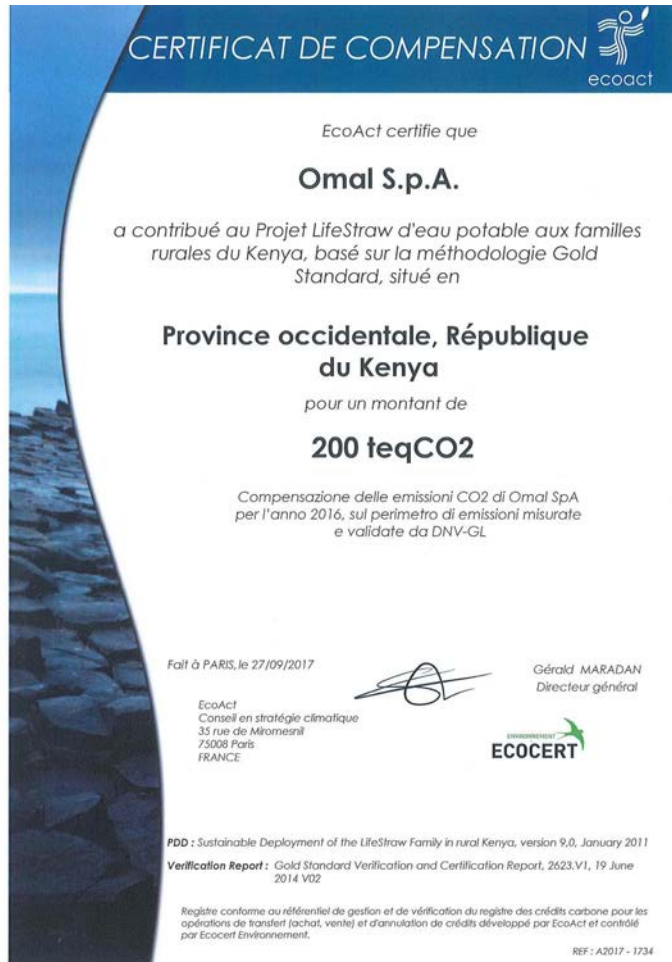 CERTIFICAT DE COMPENSATION
ecoact
EcoAct certifie que
Omal S.p.A.
a contribué au Projet LifeStraw d'eau potable aux familles
rurales du Kenya, basé sur la méthodologie Gold
Standard, situé en
Province occidentale, République
du Kenya
pour un montant de
200 teqCO2
Compensazione delle emissioni CO2 di Omal SpA
per l'anno 2016, sul perimetro di emissioni misurate
e validate da DNV-GL
Fait à PARIS, le 27/09/2017
Gérald MARADAN
Directeur général
EcoAct
Conseil en stratégie climatique
35 rue de Miromesnil
75008 Paris
FRANCE
ENVIRONNEMENT
ECOCERT
PDD : Sustainable Deployment of the LifeStraw Family in rural Kenya, version 9,0, January 2011
Verification Report : Gold Standard Verification and Certification Report, 2623.V1, 19 June
2014 V02
Registre conforme au référentiel de gestion et de vérification du registre des crédits carbone pour les
opérations de transfert (achat, vente) et d'annulation de crédits développé par EcoAct et contrôlé
par Ecocert Environnement.
REF : A2017 - 1734